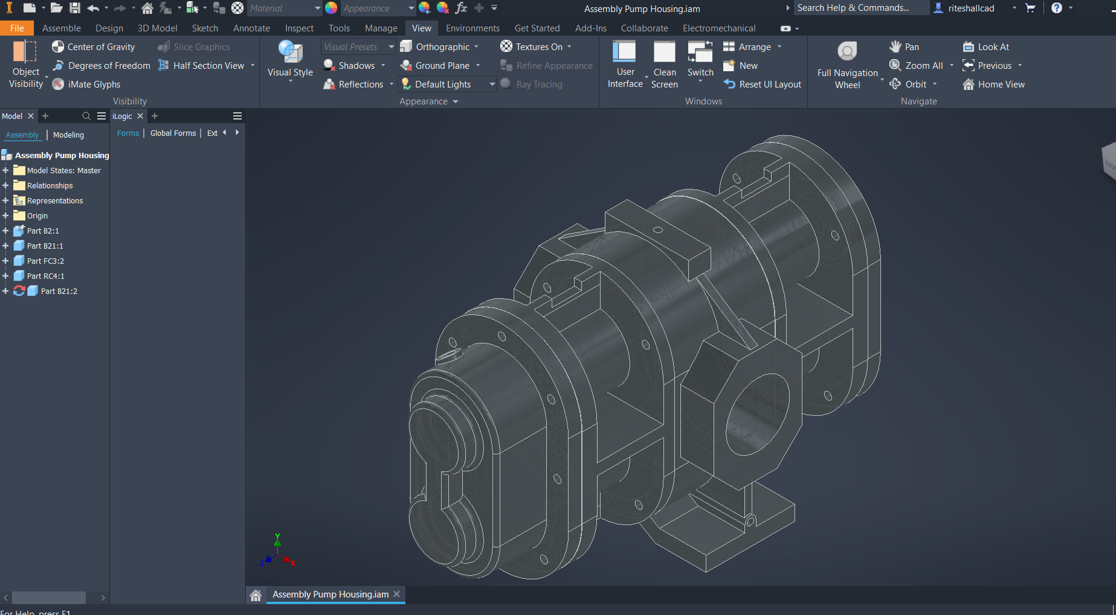 Material
Appearance
fx
Assembly Pump Housing.iam
Search Help & Commands...
riteshallcad
?
File Assemble Design 3D Model Sketch Annotate Inspect Tools Manage View Environments Get Started Add-Ins Collaborate Electromechanical
Object Visibility
Center of Gravity
Degrees of Freedom
iMate Glyphs
Slice Graphics
Half Section View
Visibility
Visual Style
Visual Presets
Shadows
Reflections
Orthographic
Ground Plane
Default Lights
Textures On
Refine Appearance
Ray Tracing
Appearance
User Interface
Clean Screen
Switch
Arrange
New
Reset UI Layout
Windows
Full Navigation Wheel
Pan
Zoom All
Orbit
Look At
Previous
Home View
Navigate
Model
iLogic
Assembly | Modeling
Forms | Global Forms | Ext
Assembly Pump Housing
Model States: Master
Relationships
Representations
Origin
Part B2:1
Part B21:1
Part FC3:2
Part RC4:1
Part B21:2
Y
Z
X
Assembly Pump Housing.iam
For Help, press F1